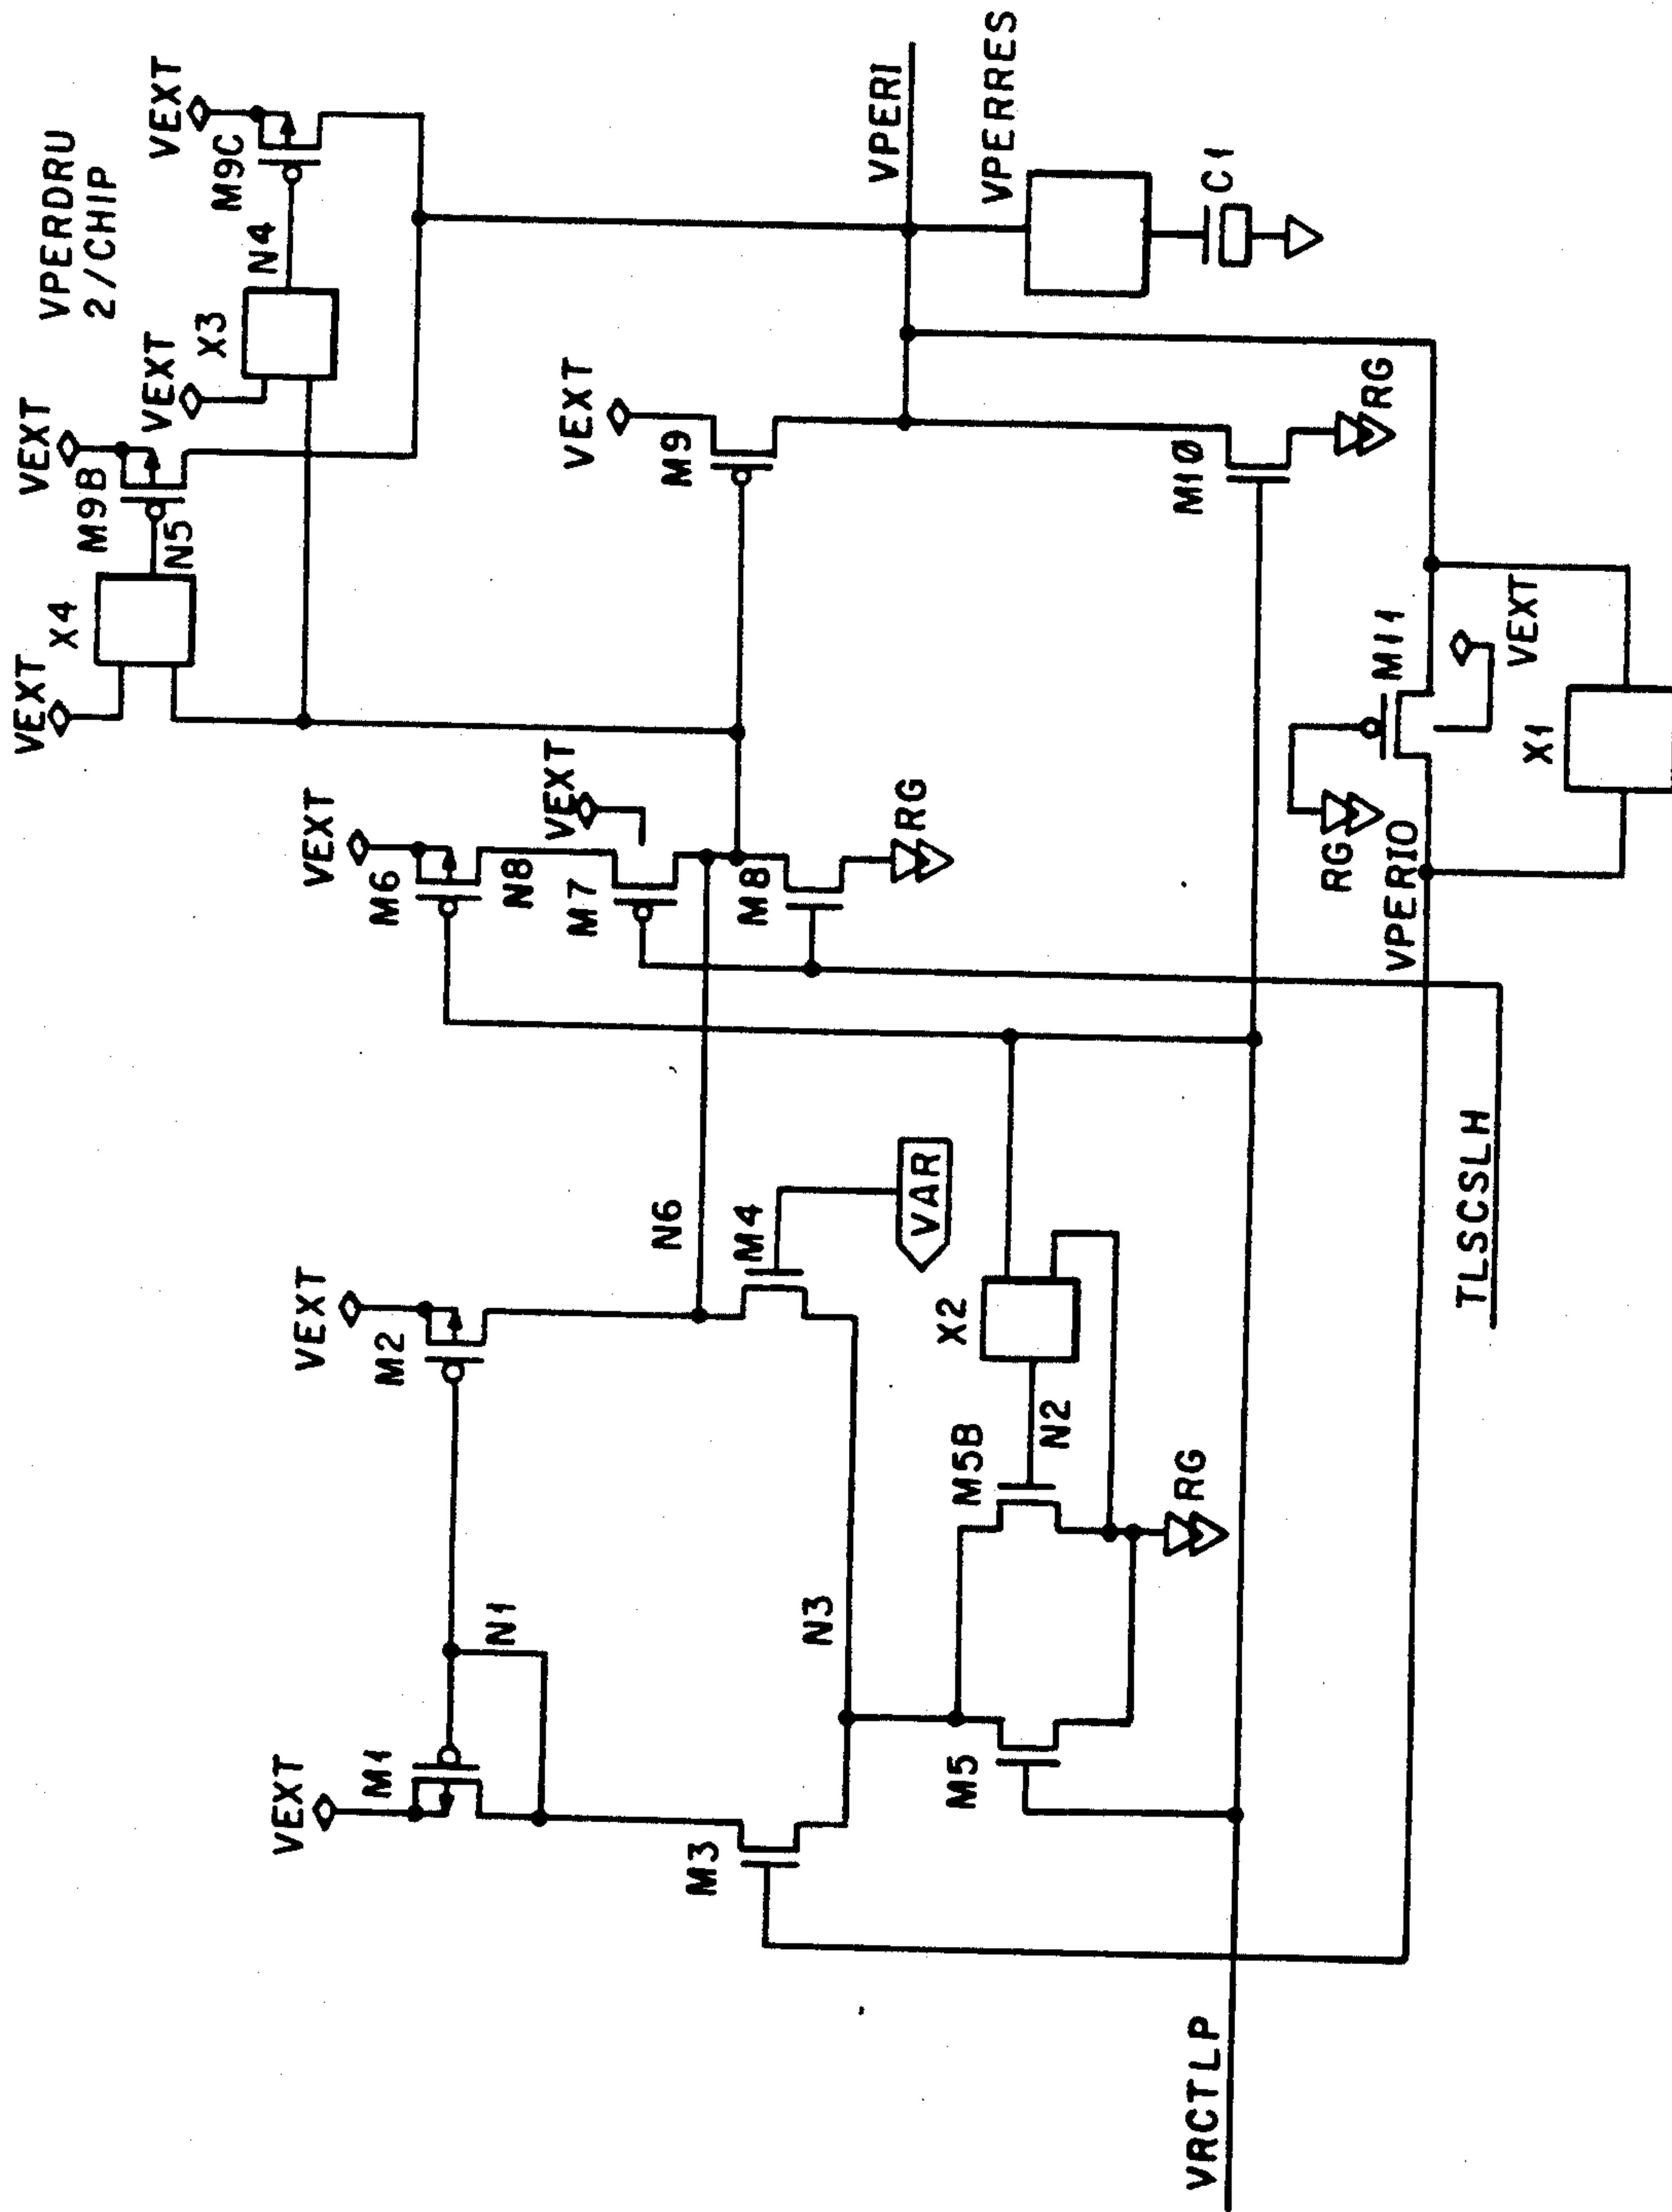 VPERDRU
2/CHIP
VEXT
X4
VEXT
M9B
N5
VEXT
X3
N4
VEXT
M9C
VEXT
M6
N8
VEXT
M7
M8
RG
VEXT
M9
VPERI
VPERRES
C1
M10
RG
VEXT
M1
N1
VEXT
M2
N6
M4
VAR
M3
N3
M5
M5B
N2
X2
RG
VRCTLP
TLSCSLH
VPERIO
RG
M11
VEXT
X1